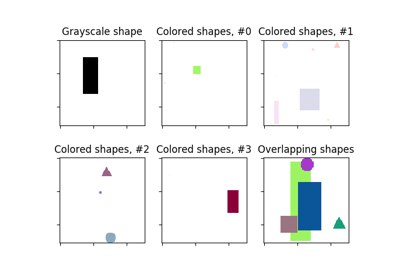 Grayscale shape
Colored shapes, #0
Colored shapes, #1
Colored shapes, #2
Colored shapes, #3
Overlapping shapes